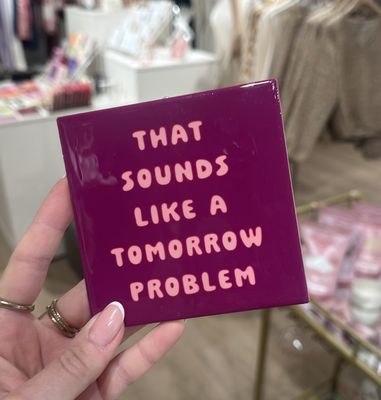 THAT
SOUNDS
LIKE A
TOMORROW
PROBLEM